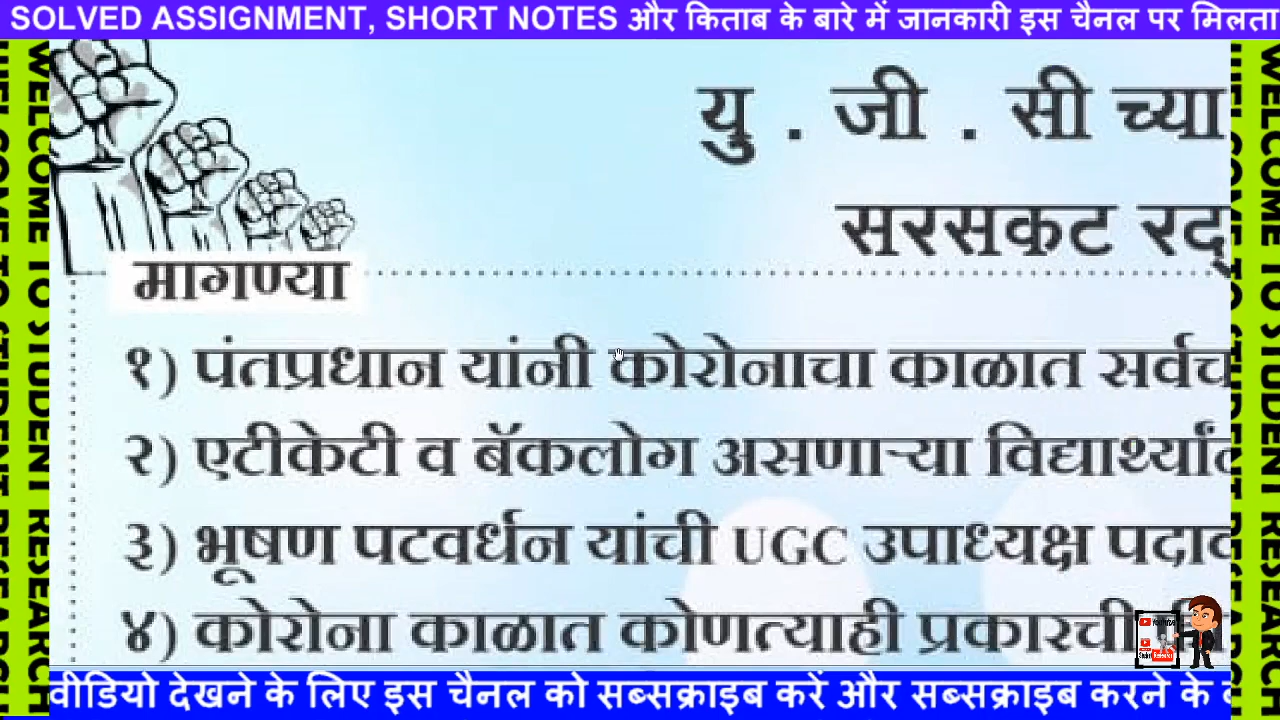 SOLVED ASSIGNMENT, SHORT NOTES और किताब के बारे में जानकारी इस चैनल पर मिलता
WELCOME TO STUDENT RESEARCH
यु . जी . सी च्या
सरसकट रद्
मागण्या
१) पंतप्रधान यांनी कोरोनाचा काळात सर्वच
२) एटीकेटी व बॅकलोग असणाऱ्या विद्यार्थ्यां
३) भूषण पटवर्धन यांची UGC उपाध्यक्ष पदाव
४) कोरोना काळात कोणत्याही प्रकारची
YouTube
वीडियो देखने के लिए इस चैनल को सब्सक्राइब करें और सब्सक्राइब करने के
WELCOME TO STUDENT RESEARCH